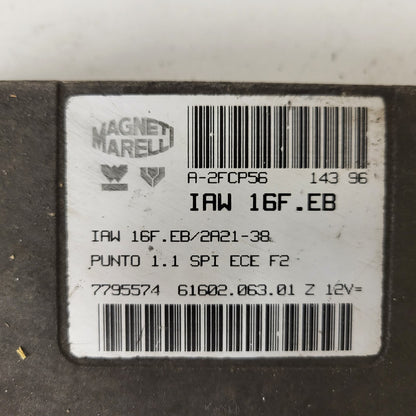 MAGNETI
MARELLI
A-2FCP56 143 96
IAW 16F.EB
IAW 16F.EB/2A21-38
PUNTO 1.1 SPI ECE F2
7795574 61602.063.01 Z 12V=